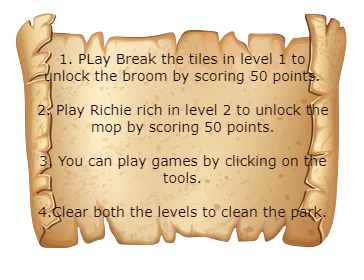 1. PLay Break the tiles in level 1 to
unlock the broom by scoring 50 points.
2. Play Richie rich in level 2 to unlock the
mop by scoring 50 points.
3. You can play games by clicking on the
tools.
4.Clear both the levels to clean the park.